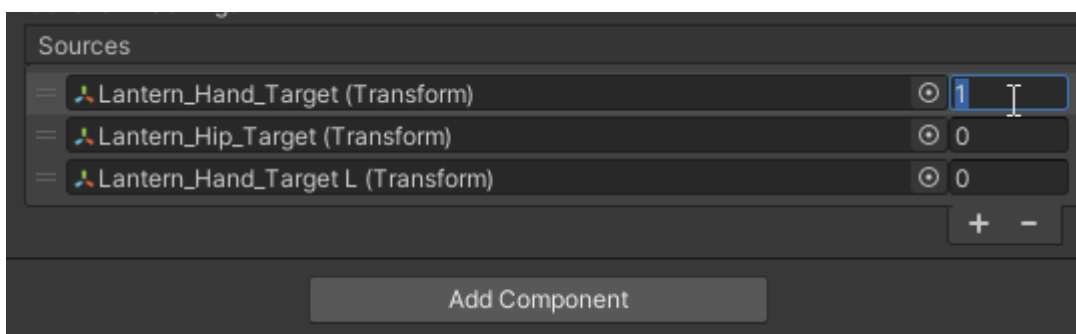 Sources
Lantern_Hand_Target (Transform) 1
Lantern_Hip_Target (Transform) 0
Lantern_Hand_Target L (Transform) 0
+ −
Add Component